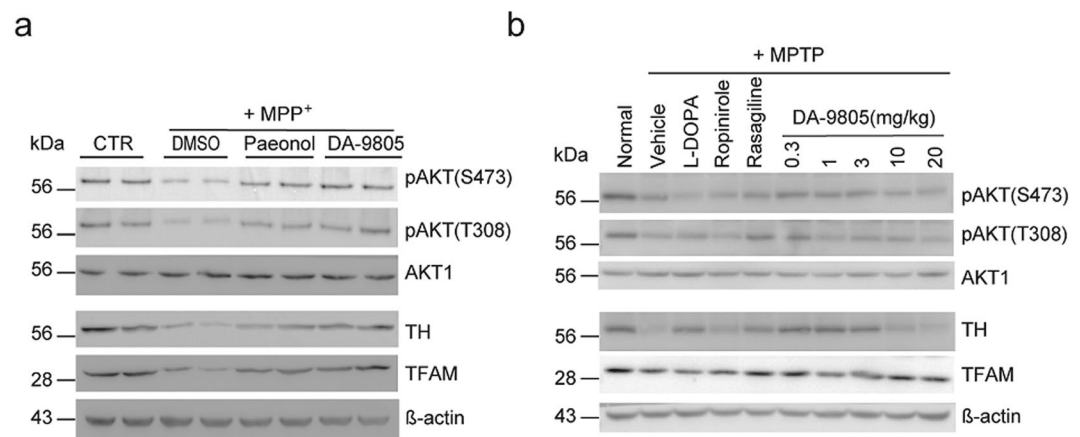 a
+ MPP⁺
kDa CTR DMSO Paeonol DA-9805
56 pAKT(S473)
56 pAKT(T308)
56 AKT1
56 TH
28 TFAM
43 ß-actin
b
+ MPTP
DA-9805(mg/kg)
kDa Normal Vehicle L-DOPA Ropinirole Rasagiline 0.3 1 3 10 20
56 pAKT(S473)
56 pAKT(T308)
56 AKT1
56 TH
28 TFAM
43 ß-actin